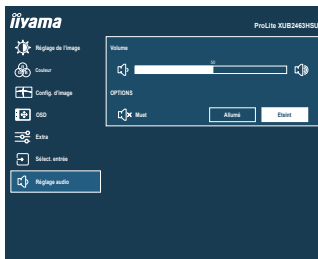 iiyama
ProLite XUB2463HSU
Réglage de l'image
Couleur
Config. d'image
OSD
Extra
Sélect. entrée
Réglage audio
Volume
50
OPTIONS
Muet
Allumé
Eteint